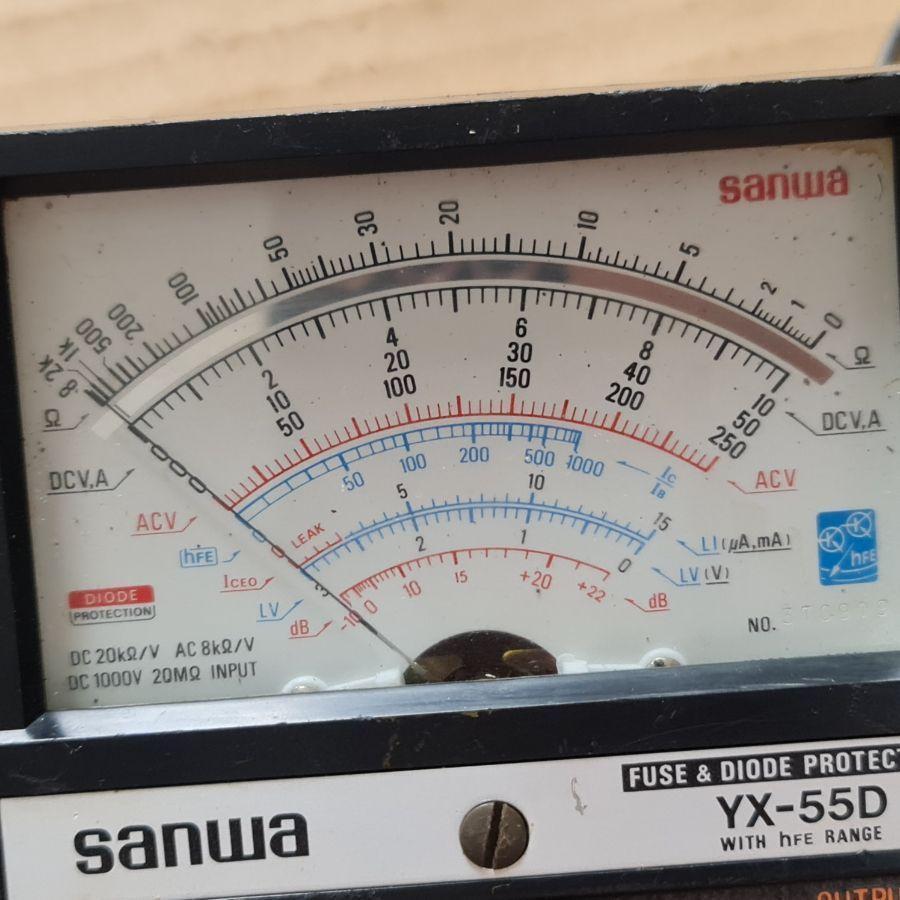 sanwa
∞ 2K 1K 500 200 100 50 30 20 10 5 2 1 0
Ω Ω
2 4 6 8 10
10 20 30 40 50
50 100 150 200 250
DCV,A DCV,A
ACV ACV
50 100 200 500 1000
hFE IC/IB
LEAK 5 10 15
ICEO LI (μA,mA)
2 1 0
LV LV (V)
-10 0 10 15 +20 +22
dB dB
hFE
DIODE
PROTECTION
NO.
DC 20kΩ/V AC 8kΩ/V
DC 1000V 20MΩ INPUT
FUSE & DIODE PROTECT
sanwa
YX-55D
WITH hFE RANGE